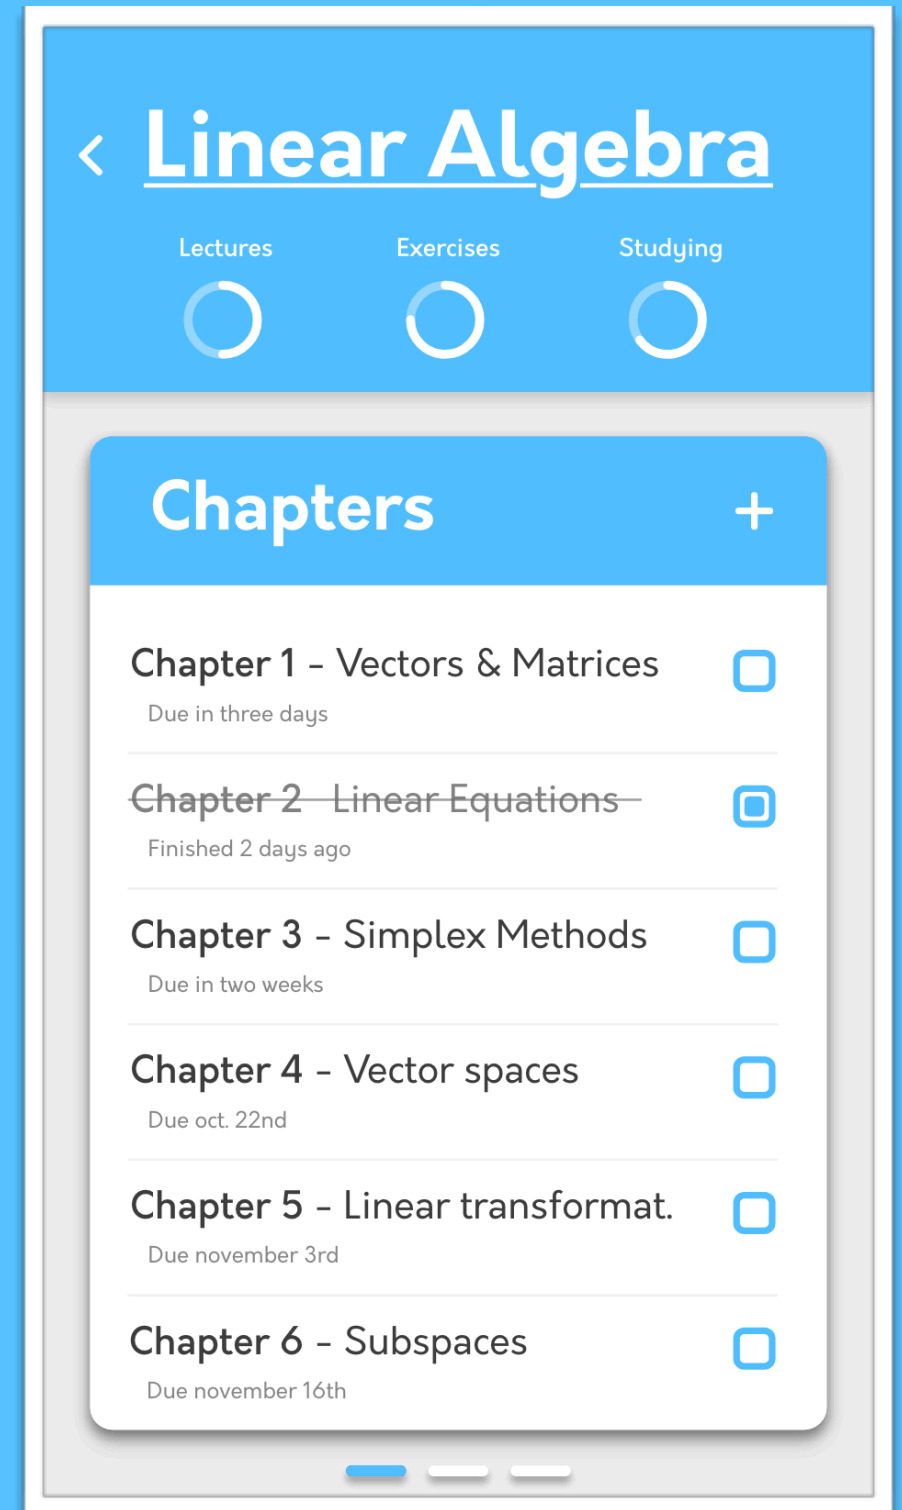 Linear Algebra
Lectures Exercises Studying
Chapters
Chapter 1 - Vectors & Matrices
Due in three days
Chapter 2 Linear Equations
Finished 2 days ago
Chapter 3 - Simplex Methods
Due in two weeks
Chapter 4 - Vector spaces
Due oct. 22nd
Chapter 5 - Linear transformat.
Due november 3rd
Chapter 6 - Subspaces
Due november 16th